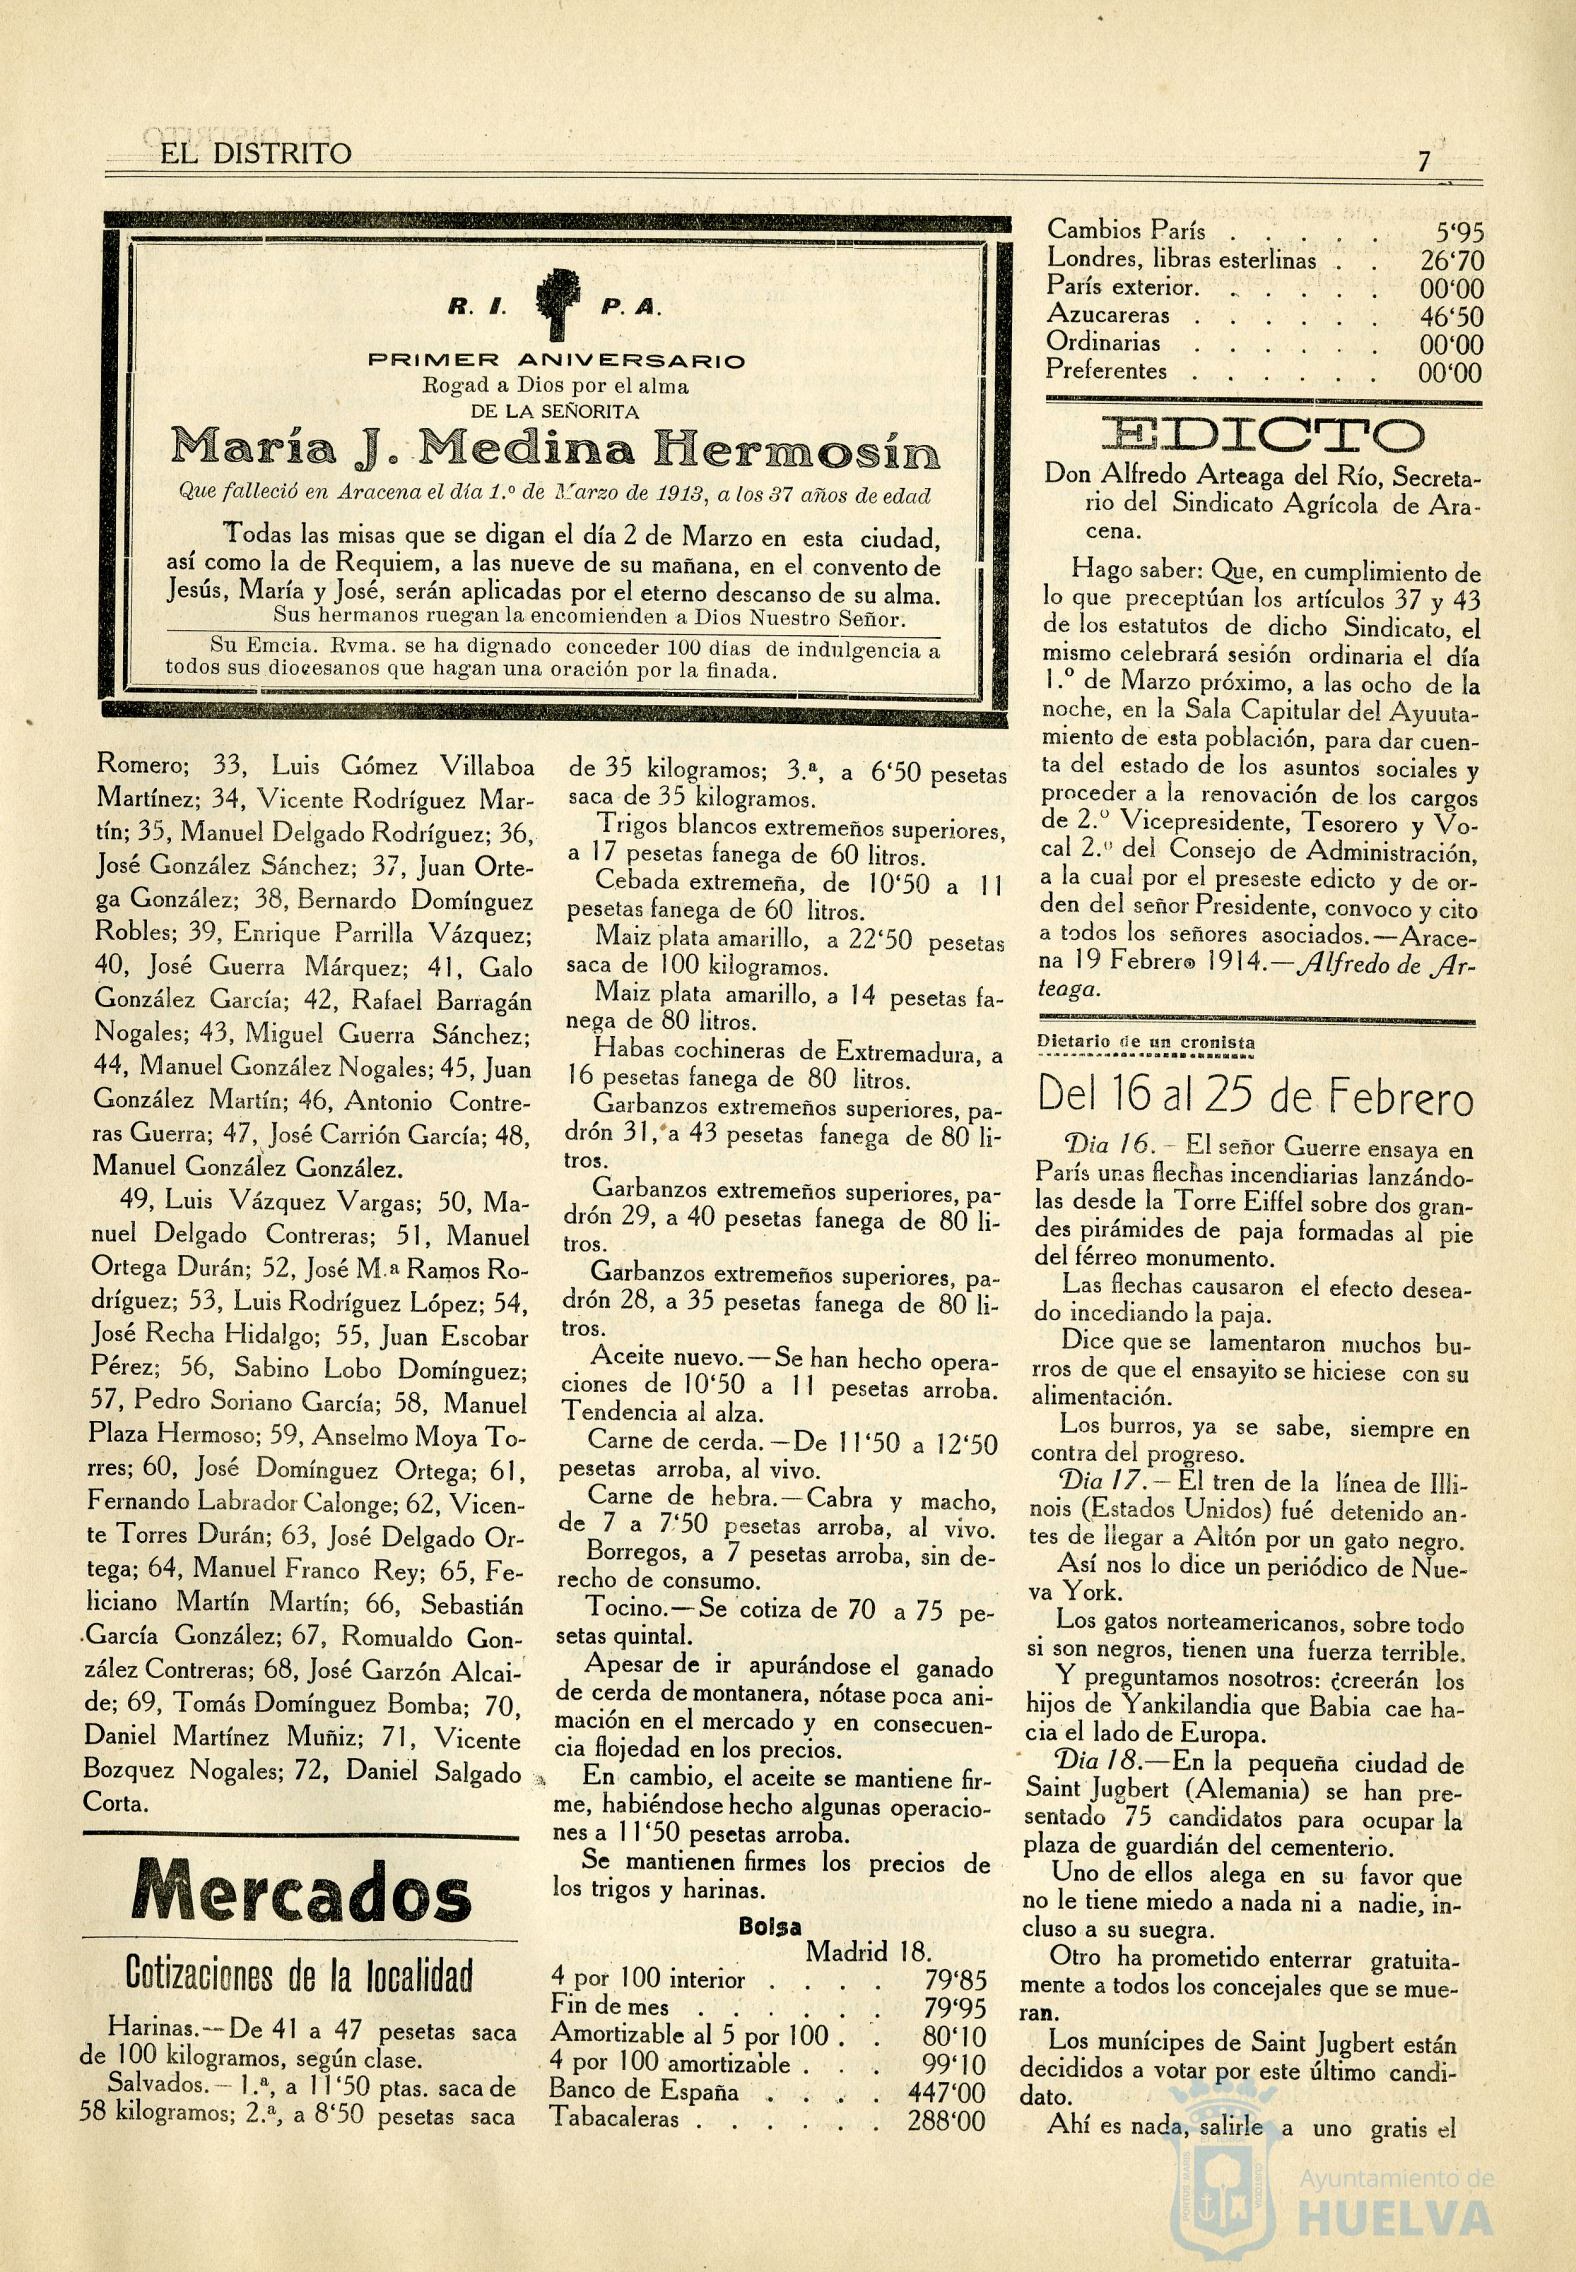 EL DISTRITO
7
R. I. P. A.
PRIMER ANIVERSARIO
Rogad a Dios por el alma
DE LA SEÑORITA
María J. Medina Hermosín
Que falleció en Aracena el día 1.º de Marzo de 1913, a los 37 años de edad
Todas las misas que se digan el día 2 de Marzo en esta ciudad,
así como la de Requiem, a las nueve de su mañana, en el convento de
Jesús, María y José, serán aplicadas por el eterno descanso de su alma.
Sus hermanos ruegan la encomienden a Dios Nuestro Señor.
Su Emcia. Rvma. se ha dignado conceder 100 días de indulgencia a
todos sus diocesanos que hagan una oración por la finada.
Romero; 33, Luis Gómez Villaboa
Martínez; 34, Vicente Rodríguez Mar-
tín; 35, Manuel Delgado Rodríguez; 36,
José González Sánchez; 37, Juan Orte-
ga González; 38, Bernardo Domínguez
Robles; 39, Enrique Parrilla Vázquez;
40, José Guerra Márquez; 41, Galo
González García; 42, Rafael Barragán
Nogales; 43, Miguel Guerra Sánchez;
44, Manuel González Nogales; 45, Juan
González Martín; 46, Antonio Contre-
ras Guerra; 47, José Carrión García; 48,
Manuel González González.
49, Luis Vázquez Vargas; 50, Ma-
nuel Delgado Contreras; 51, Manuel
Ortega Durán; 52, José M.ª Ramos Ro-
dríguez; 53, Luis Rodríguez López; 54,
José Recha Hidalgo; 55, Juan Escobar
Pérez; 56, Sabino Lobo Domínguez;
57, Pedro Soriano García; 58, Manuel
Plaza Hermoso; 59, Anselmo Moya To-
rres; 60, José Domínguez Ortega; 61,
Fernando Labrador Calonge; 62, Vicen-
te Torres Durán; 63, José Delgado Or-
tega; 64, Manuel Franco Rey; 65, Fe-
liciano Martín Martín; 66, Sebastián
García González; 67, Romualdo Gon-
zález Contreras; 68, José Garzón Alcai-
de; 69, Tomás Domínguez Bomba; 70,
Daniel Martínez Muñiz; 71, Vicente
Bozquez Nogales; 72, Daniel Salgado
Corta.
Mercados
Cotizaciones de la localidad
Harinas.—De 41 a 47 pesetas saca
de 100 kilogramos, según clase.
Salvados.—1.ª, a 11'50 ptas. saca de
58 kilogramos; 2.ª, a 8'50 pesetas saca
de 35 kilogramos; 3.ª, a 6'50 pesetas
saca de 35 kilogramos.
Trigos blancos extremeños superiores,
a 17 pesetas fanega de 60 litros.
Cebada extremeña, de 10'50 a 11
pesetas fanega de 60 litros.
Maiz plata amarillo, a 22'50 pesetas
saca de 100 kilogramos.
Maiz plata amarillo, a 14 pesetas fa-
nega de 80 litros.
Habas cochineras de Extremadura, a
16 pesetas fanega de 80 litros.
Garbanzos extremeños superiores, pa-
drón 31, a 43 pesetas fanega de 80 li-
tros.
Garbanzos extremeños superiores, pa-
drón 29, a 40 pesetas fanega de 80 li-
tros.
Garbanzos extremeños superiores, pa-
drón 28, a 35 pesetas fanega de 80 li-
tros.
Aceite nuevo.—Se han hecho opera-
ciones de 10'50 a 11 pesetas arroba.
Tendencia al alza.
Carne de cerda.—De 11'50 a 12'50
pesetas arroba, al vivo.
Carne de hebra.—Cabra y macho,
de 7 a 7'50 pesetas arroba, al vivo.
Borregos, a 7 pesetas arroba, sin de-
recho de consumo.
Tocino.—Se cotiza de 70 a 75 pe-
setas quintal.
Apesar de ir apurándose el ganado
de cerda de montanera, nótase poca ani-
mación en el mercado y en consecuen-
cia flojedad en los precios.
En cambio, el aceite se mantiene fir-
me, habiéndose hecho algunas operacio-
nes a 11'50 pesetas arroba.
Se mantienen firmes los precios de
los trigos y harinas.
Bolsa
Madrid 18.
4 por 100 interior . . . . 79'85
Fin de mes . . . . . . 79'95
Amortizable al 5 por 100 . . 80'10
4 por 100 amortizable . . . 99'10
Banco de España . . . . 447'00
Tabacaleras . . . . . . 288'00
Cambios París . . . . . 5'95
Londres, libras esterlinas . . 26'70
París exterior. . . . . . 00'00
Azucareras . . . . . . 46'50
Ordinarias . . . . . . 00'00
Preferentes . . . . . . 00'00
EDICTO
Don Alfredo Arteaga del Río, Secreta-
rio del Sindicato Agrícola de Ara-
cena.
Hago saber: Que, en cumplimiento de
lo que preceptúan los artículos 37 y 43
de los estatutos de dicho Sindicato, el
mismo celebrará sesión ordinaria el día
1.º de Marzo próximo, a las ocho de la
noche, en la Sala Capitular del Ayuuta-
miento de esta población, para dar cuen-
ta del estado de los asuntos sociales y
proceder a la renovación de los cargos
de 2.º Vicepresidente, Tesorero y Vo-
cal 2.º del Consejo de Administración,
a la cual por el preseste edicto y de or-
den del señor Presidente, convoco y cito
a todos los señores asociados.—Arace-
na 19 Febrero 1914.—Alfredo de Ar-
teaga.
Dietario de un cronista
Del 16 al 25 de Febrero
Dia 16.— El señor Guerre ensaya en
París unas flechas incendiarias lanzándo-
las desde la Torre Eiffel sobre dos gran-
des pirámides de paja formadas al pie
del férreo monumento.
Las flechas causaron el efecto desea-
do incediando la paja.
Dice que se lamentaron muchos bu-
rros de que el ensayito se hiciese con su
alimentación.
Los burros, ya se sabe, siempre en
contra del progreso.
Dia 17.— El tren de la línea de Illi-
nois (Estados Unidos) fué detenido an-
tes de llegar a Altón por un gato negro.
Así nos lo dice un periódico de Nue-
va York.
Los gatos norteamericanos, sobre todo
si son negros, tienen una fuerza terrible.
Y preguntamos nosotros: ¿creerán los
hijos de Yankilandia que Babia cae ha-
cia el lado de Europa.
Dia 18.—En la pequeña ciudad de
Saint Jugbert (Alemania) se han pre-
sentado 75 candidatos para ocupar la
plaza de guardián del cementerio.
Uno de ellos alega en su favor que
no le tiene miedo a nada ni a nadie, in-
cluso a su suegra.
Otro ha prometido enterrar gratuita-
mente a todos los concejales que se mue-
ran.
Los munícipes de Saint Jugbert están
decididos a votar por este último candi-
dato.
Ahí es nada, salirle a uno gratis el
PORTUS MARIS
CUSTODIA
Ayuntamiento de
HUELVA